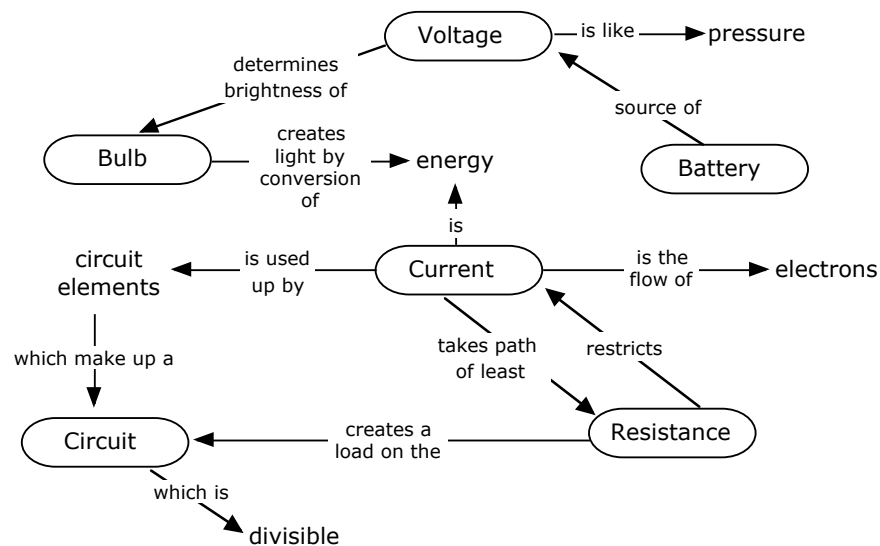 Voltage
is like
pressure
determines
brightness of
source of
Bulb
creates
light by
conversion
of
energy
Battery
is
circuit
elements
is used
up by
Current
is the
flow of
electrons
which make up a
takes path
of least
restricts
Circuit
creates a
load on the
Resistance
which is
divisible